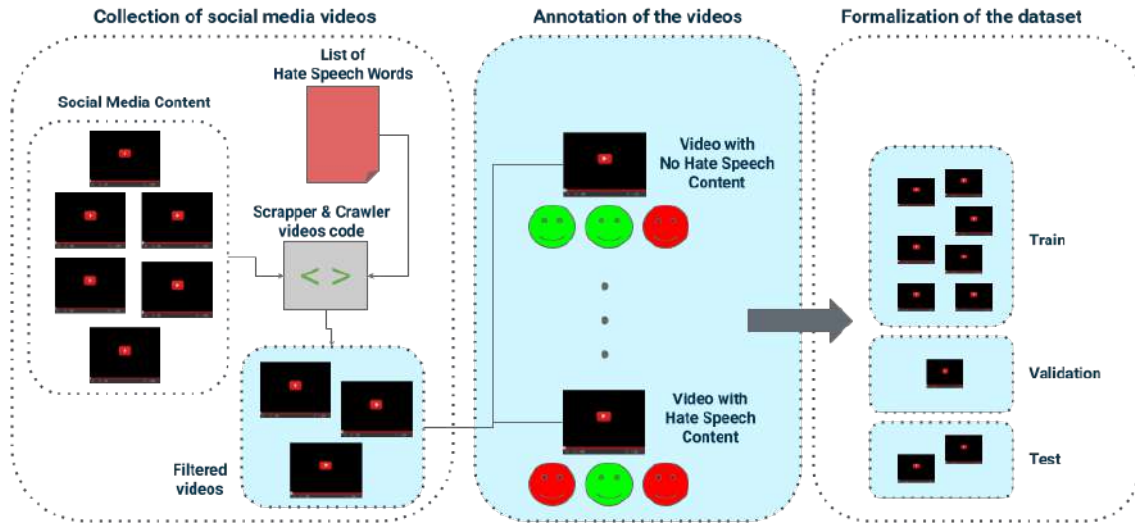 Collection of social media videos
Annotation of the videos
Formalization of the dataset
List of
Hate Speech Words
Social Media Content
Scrapper & Crawler
videos code
< >
Filtered
videos
Video with
No Hate Speech
Content
Video with
Hate Speech
Content
Train
Validation
Test